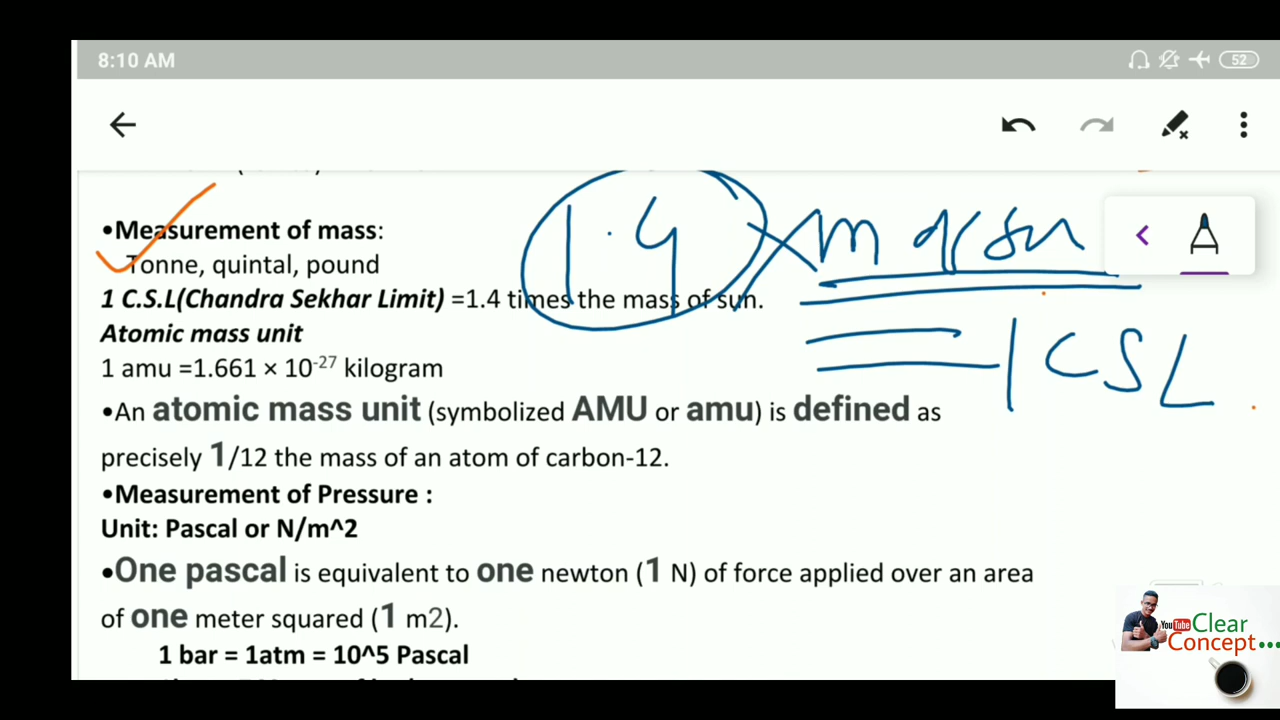 8:10 AM
52
•Measurement of mass:
Tonne, quintal, pound
1.4 × m of sun
1 C.S.L(Chandra Sekhar Limit) =1.4 times the mass of sun.
= 1 CSL
Atomic mass unit
1 amu =1.661 × 10-27 kilogram
•An atomic mass unit (symbolized AMU or amu) is defined as
precisely 1/12 the mass of an atom of carbon-12.
•Measurement of Pressure :
Unit: Pascal or N/m^2
•One pascal is equivalent to one newton (1 N) of force applied over an area
of one meter squared (1 m2).
1 bar = 1atm = 10^5 Pascal
YouTube Clear
Concept...